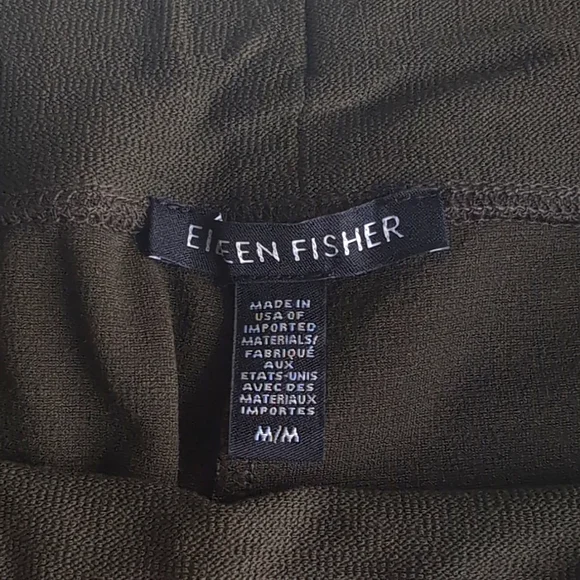 EILEEN FISHER
MADE IN
USA OF
IMPORTED
MATERIALS/
FABRIQUÉ
AUX
ETATS-UNIS
AVEC DES
MATERIAUX
IMPORTES
M/M